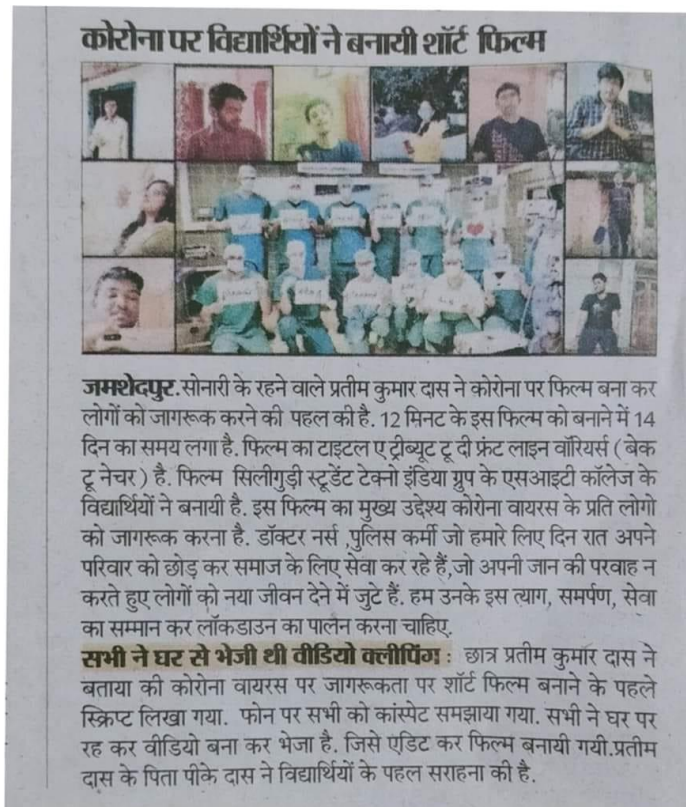 कोरोना पर विद्यार्थियों ने बनायी शॉर्ट फिल्म
जमशेदपुर.सोनारी के रहने वाले प्रतीम कुमार दास ने कोरोना पर फिल्म बना कर
लोगों को जागरूक करने की पहल की है. 12 मिनट के इस फिल्म को बनाने में 14
दिन का समय लगा है. फिल्म का टाइटल ए ट्रीब्यूट टू दी फ्रंट लाइन वॉरियर्स ( बेक
टू नेचर ) है. फिल्म सिलीगुड़ी स्टूडेंट टेक्नो इंडिया ग्रुप के एसआइटी कॉलेज के
विद्यार्थियों ने बनायी है. इस फिल्म का मुख्य उद्देश्य कोरोना वायरस के प्रति लोगो
को जागरूक करना है. डॉक्टर नर्स ,पुलिस कर्मी जो हमारे लिए दिन रात अपने
परिवार को छोड़ कर समाज के लिए सेवा कर रहे हैं,जो अपनी जान की परवाह न
करते हुए लोगों को नया जीवन देने में जुटे हैं. हम उनके इस त्याग, समर्पण, सेवा
का सम्मान कर लॉकडाउन का पालन करना चाहिए.
सभी ने घर से भेजी थी वीडियो क्लीपिंग : छात्र प्रतीम कुमार दास ने
बताया की कोरोना वायरस पर जागरूकता पर शॉर्ट फिल्म बनाने के पहले
स्क्रिप्ट लिखा गया. फोन पर सभी को कांस्पेट समझाया गया. सभी ने घर पर
रह कर वीडियो बना कर भेजा है. जिसे एडिट कर फिल्म बनायी गयी.प्रतीम
दास के पिता पीके दास ने विद्यार्थियों के पहल सराहना की है.